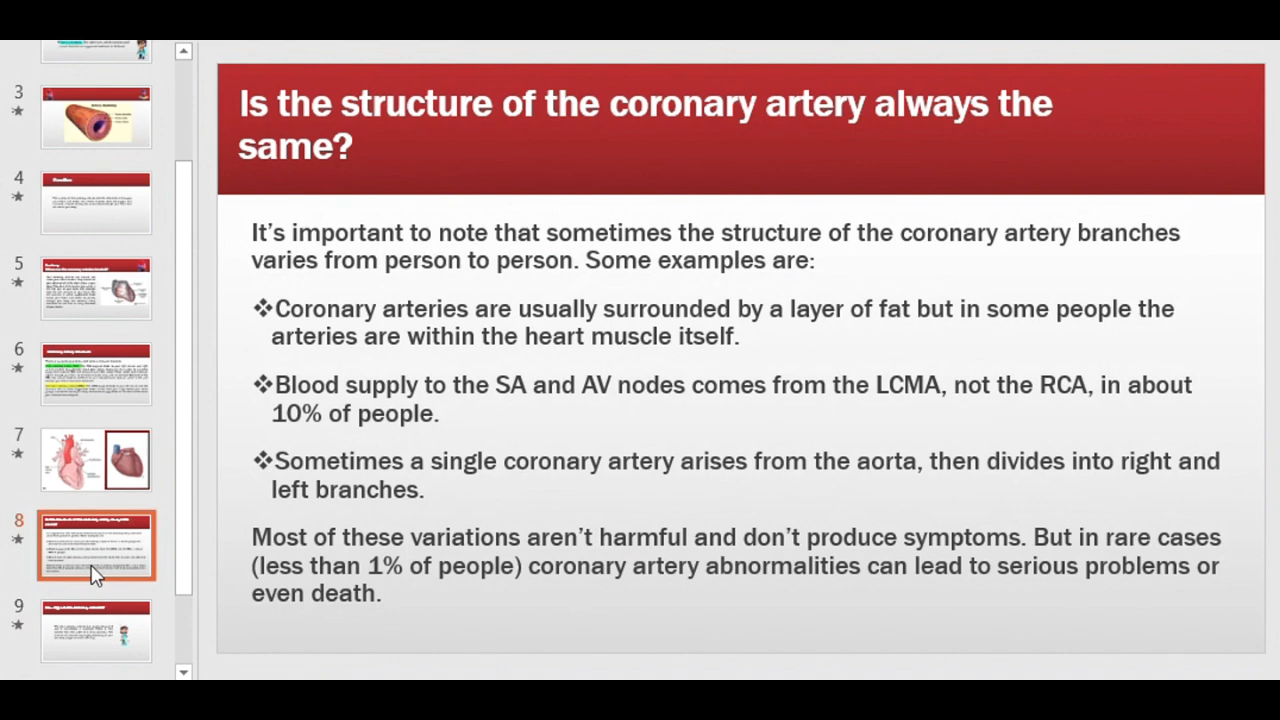 3
4
5
6
7
8
9
Is the structure of the coronary artery always the
same?
It’s important to note that sometimes the structure of the coronary artery branches
varies from person to person. Some examples are:
❖Coronary arteries are usually surrounded by a layer of fat but in some people the
arteries are within the heart muscle itself.
❖Blood supply to the SA and AV nodes comes from the LCMA, not the RCA, in about
10% of people.
❖Sometimes a single coronary artery arises from the aorta, then divides into right and
left branches.
Most of these variations aren’t harmful and don’t produce symptoms. But in rare cases
(less than 1% of people) coronary artery abnormalities can lead to serious problems or
even death.